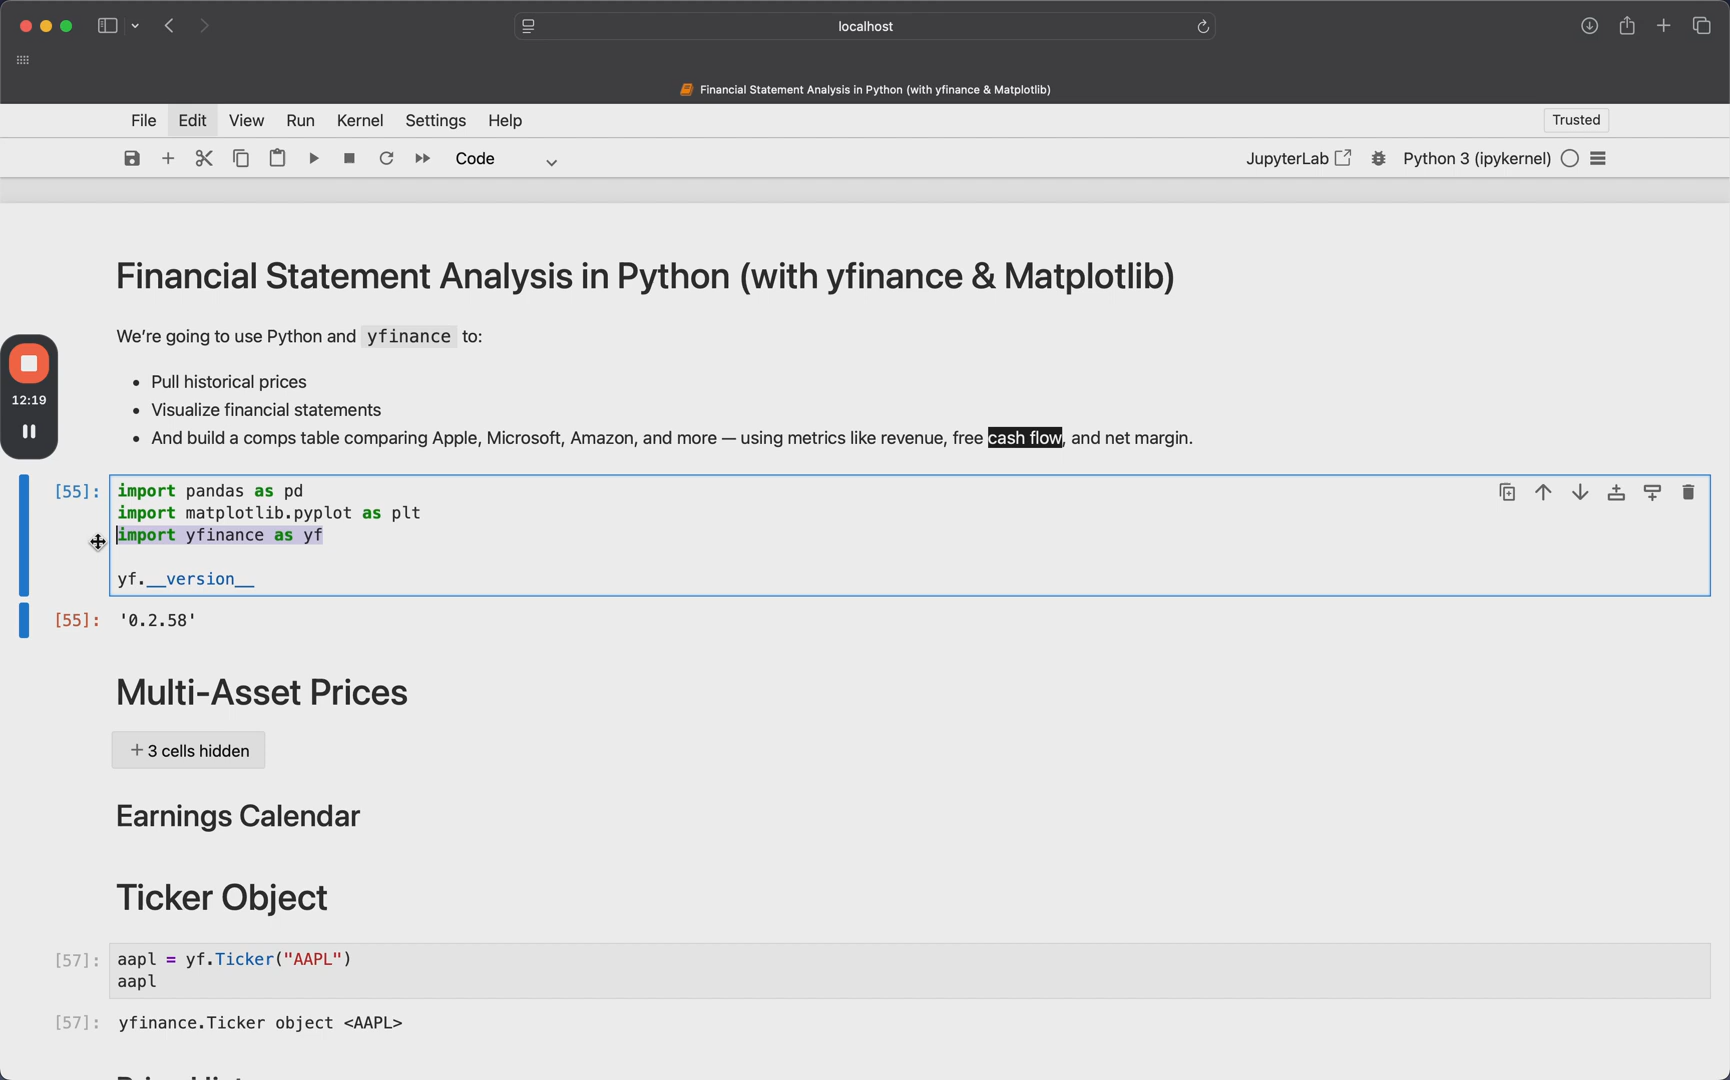 localhost
Financial Statement Analysis in Python (with yfinance & Matplotlib)
File Edit View Run Kernel Settings Help Trusted
Code JupyterLab Python 3 (ipykernel)
Financial Statement Analysis in Python (with yfinance & Matplotlib)
We’re going to use Python and yfinance to:
• Pull historical prices
• Visualize financial statements
• And build a comps table comparing Apple, Microsoft, Amazon, and more — using metrics like revenue, free cash flow, and net margin.
12:19
[55]: import pandas as pd
import matplotlib.pyplot as plt
import yfinance as yf
yf.__version__
[55]: '0.2.58'
Multi-Asset Prices
+ 3 cells hidden
Earnings Calendar
Ticker Object
[57]: aapl = yf.Ticker("AAPL")
aapl
[57]: yfinance.Ticker object <AAPL>